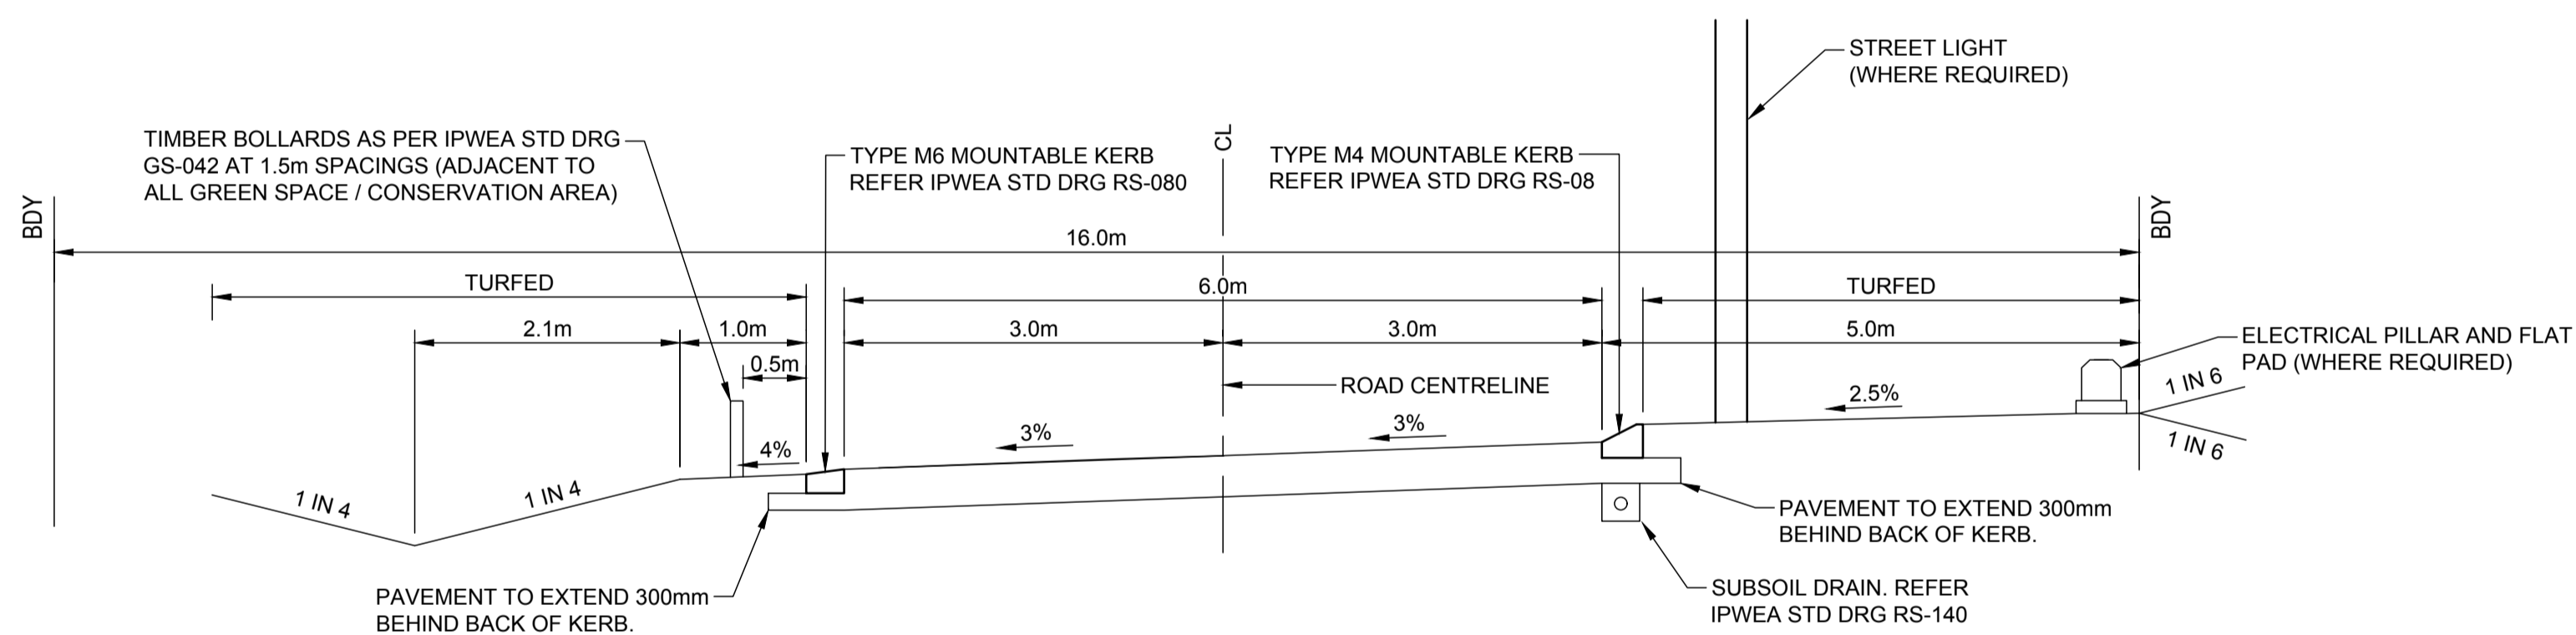 STREET LIGHT
(WHERE REQUIRED)
TIMBER BOLLARDS AS PER IPWEA STD DRG
GS-042 AT 1.5m SPACINGS (ADJACENT TO
ALL GREEN SPACE / CONSERVATION AREA)
TYPE M6 MOUNTABLE KERB
REFER IPWEA STD DRG RS-080
CL
TYPE M4 MOUNTABLE KERB
REFER IPWEA STD DRG RS-08
BDY
BDY
16.0m
TURFED
6.0m
TURFED
2.1m
1.0m
3.0m
3.0m
5.0m
ELECTRICAL PILLAR AND FLAT
PAD (WHERE REQUIRED)
0.5m
ROAD CENTRELINE
2.5%
1 IN 6
1 IN 6
3%
3%
4%
1 IN 4
1 IN 4
PAVEMENT TO EXTEND 300mm
BEHIND BACK OF KERB.
SUBSOIL DRAIN. REFER
IPWEA STD DRG RS-140
PAVEMENT TO EXTEND 300mm
BEHIND BACK OF KERB.